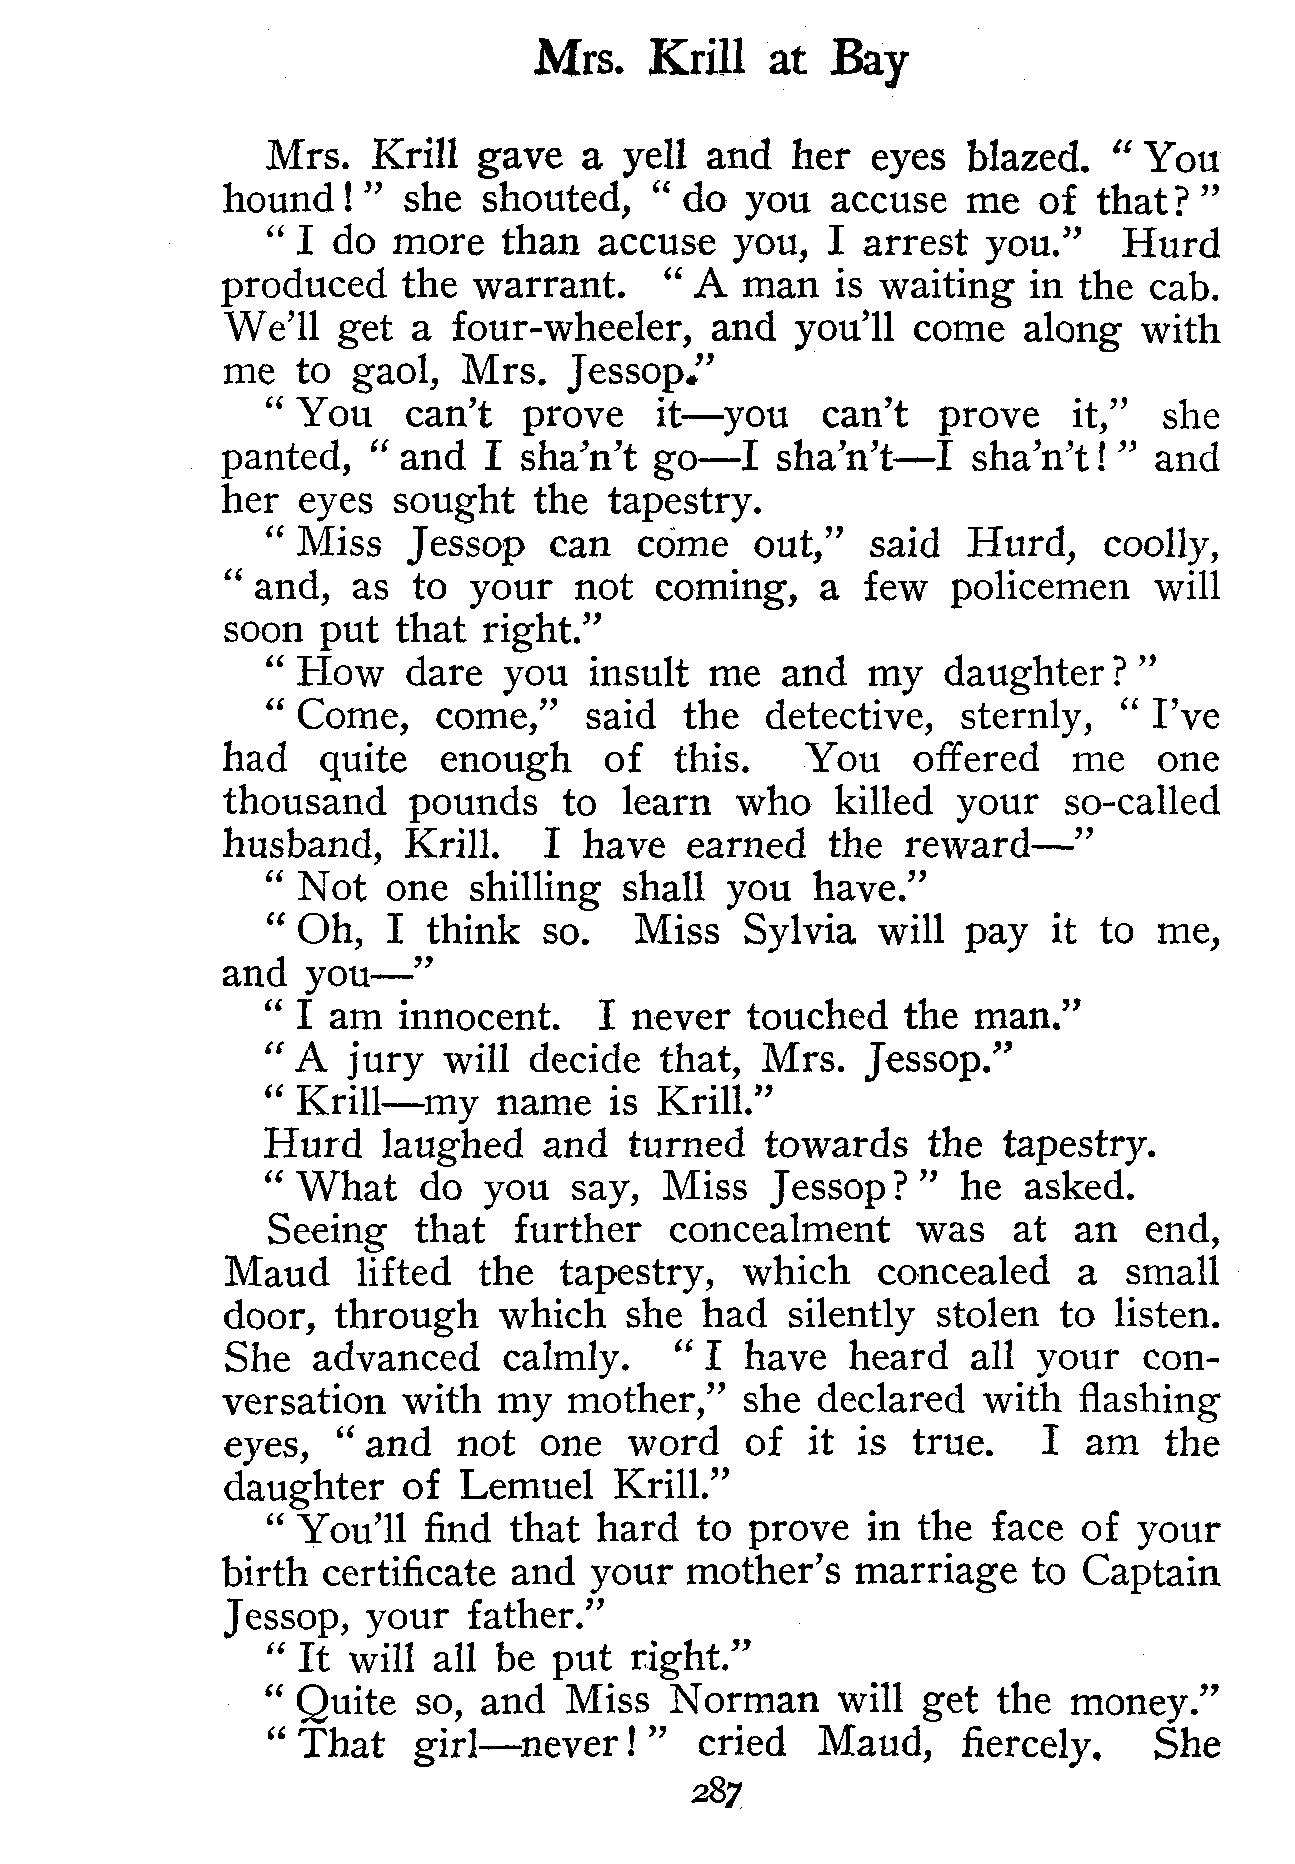 Mrs. Krill at Bay
Mrs. Krill gave a yell and her eyes blazed. “ You
hound! ” she shouted, “ do you accuse me of that? ”
“ I do more than accuse you, I arrest you.” Hurd
produced the warrant. “ A man is waiting in the cab.
We’ll get a four-wheeler, and you’ll come along with
me to gaol, Mrs. Jessop.”
“ You can’t prove it—you can’t prove it,” she
panted, “ and I sha’n’t go—I sha’n’t—I sha’n’t! ” and
her eyes sought the tapestry.
“ Miss Jessop can come out,” said Hurd, coolly,
“ and, as to your not coming, a few policemen will
soon put that right.”
“ How dare you insult me and my daughter? ”
“ Come, come,” said the detective, sternly, “ I’ve
had quite enough of this. You offered me one
thousand pounds to learn who killed your so-called
husband, Krill. I have earned the reward—”
“ Not one shilling shall you have.”
“ Oh, I think so. Miss Sylvia will pay it to me,
and you—”
“ I am innocent. I never touched the man.”
“ A jury will decide that, Mrs. Jessop.”
“ Krill—my name is Krill.”
Hurd laughed and turned towards the tapestry.
“ What do you say, Miss Jessop? ” he asked.
Seeing that further concealment was at an end,
Maud lifted the tapestry, which concealed a small
door, through which she had silently stolen to listen.
She advanced calmly. “ I have heard all your con-
versation with my mother,” she declared with flashing
eyes, “ and not one word of it is true. I am the
daughter of Lemuel Krill.”
“ You’ll find that hard to prove in the face of your
birth certificate and your mother’s marriage to Captain
Jessop, your father.”
“ It will all be put right.”
“ Quite so, and Miss Norman will get the money.”
“ That girl—never! ” cried Maud, fiercely. She
287